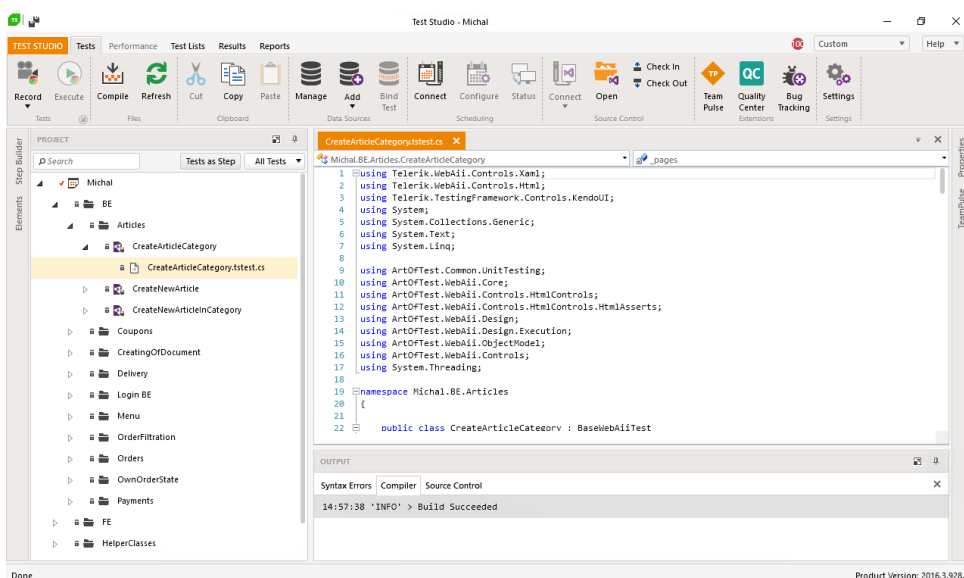 TS
Test Studio - Michal
TEST STUDIO Tests Performance Test Lists Results Reports
100 Custom Help
Record Execute Compile Refresh Cut Copy Paste Manage Add Bind Test Connect Configure Status Connect Open Check In Check Out TP Team Pulse QC Quality Center Bug Tracking Settings
Tests Files Clipboard Data Sources Scheduling Source Control Extensions Settings
Step Builder
Elements
PROJECT
Search Tests as Step All Tests
Michal
BE
Articles
CreateArticleCategory
CreateArticleCategory.tstest.cs
CreateNewArticle
CreateNewArticleInCategory
Coupons
CreatingOfDocument
Delivery
Login BE
Menu
OrderFiltration
Orders
OwnOrderState
Payments
FE
HelperClasses
CreateArticleCategory.tstest.cs
Michal.BE.Articles.CreateArticleCategory _pages
1 using Telerik.WebAii.Controls.Xaml;
2 using Telerik.WebAii.Controls.Html;
3 using Telerik.TestingFramework.Controls.KendoUI;
4 using System;
5 using System.Collections.Generic;
6 using System.Text;
7 using System.Linq;
8
9 using ArtOfTest.Common.UnitTesting;
10 using ArtOfTest.WebAii.Core;
11 using ArtOfTest.WebAii.Controls.HtmlControls;
12 using ArtOfTest.WebAii.Controls.HtmlControls.HtmlAsserts;
13 using ArtOfTest.WebAii.Design;
14 using ArtOfTest.WebAii.Design.Execution;
15 using ArtOfTest.WebAii.ObjectModel;
16 using ArtOfTest.WebAii.Controls;
17 using System.Threading;
18
19 namespace Michal.BE.Articles
20 {
21
22 public class CreateArticleCategory : BaseWebAiiTest
OUTPUT
Syntax Errors Compiler Source Control
14:57:38 'INFO' > Build Succeeded
Properties
TeamPulse
Done
Product Version: 2016.3.928.